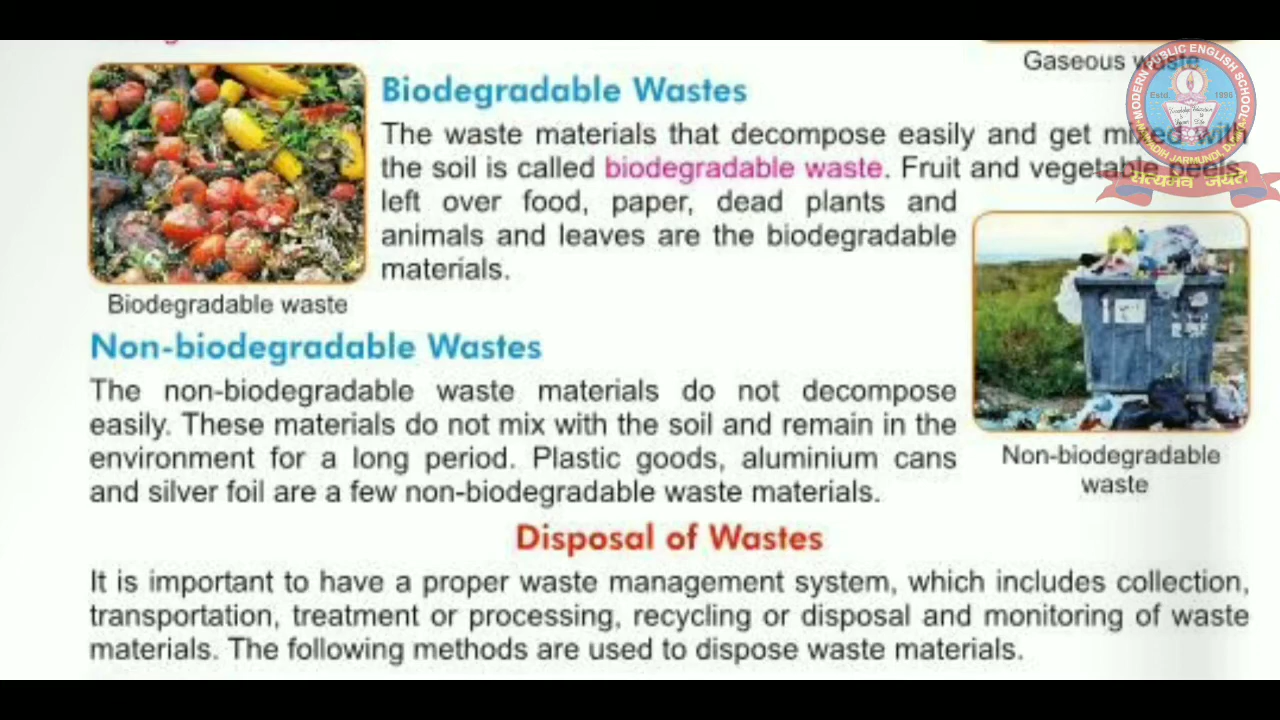 Gaseous waste
Biodegradable Wastes
The waste materials that decompose easily and get mixed with
the soil is called biodegradable waste. Fruit and vegetable peels,
left over food, paper, dead plants and
animals and leaves are the biodegradable
materials.
Biodegradable waste
Non-biodegradable Wastes
The non-biodegradable waste materials do not decompose
easily. These materials do not mix with the soil and remain in the
environment for a long period. Plastic goods, aluminium cans
and silver foil are a few non-biodegradable waste materials.
Non-biodegradable
waste
Disposal of Wastes
It is important to have a proper waste management system, which includes collection,
transportation, treatment or processing, recycling or disposal and monitoring of waste
materials. The following methods are used to dispose waste materials.
MODERN PUBLIC ENGLISH SCHOOL
Estd. 1996
JARMUNDI,
सत्यमेव जयते